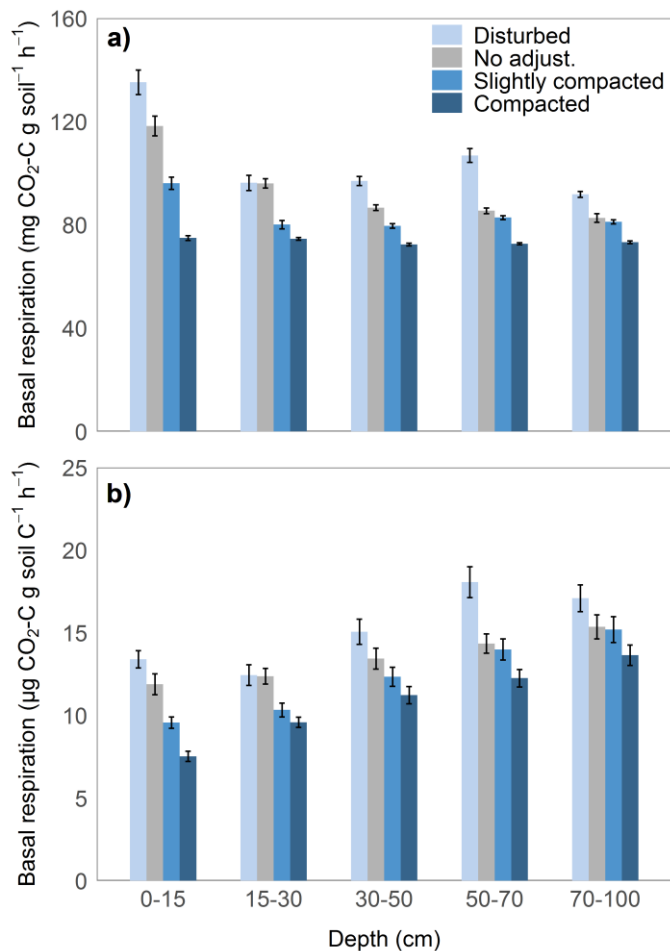 160
a)
Disturbed
No adjust.
Slightly compacted
Compacted
120
80
40
0
Basal respiration (mg CO₂-C g soil⁻¹ h⁻¹)
25
b)
20
15
10
5
0
Basal respiration (µg CO₂-C g soil C⁻¹ h⁻¹)
0-15 15-30 30-50 50-70 70-100
Depth (cm)